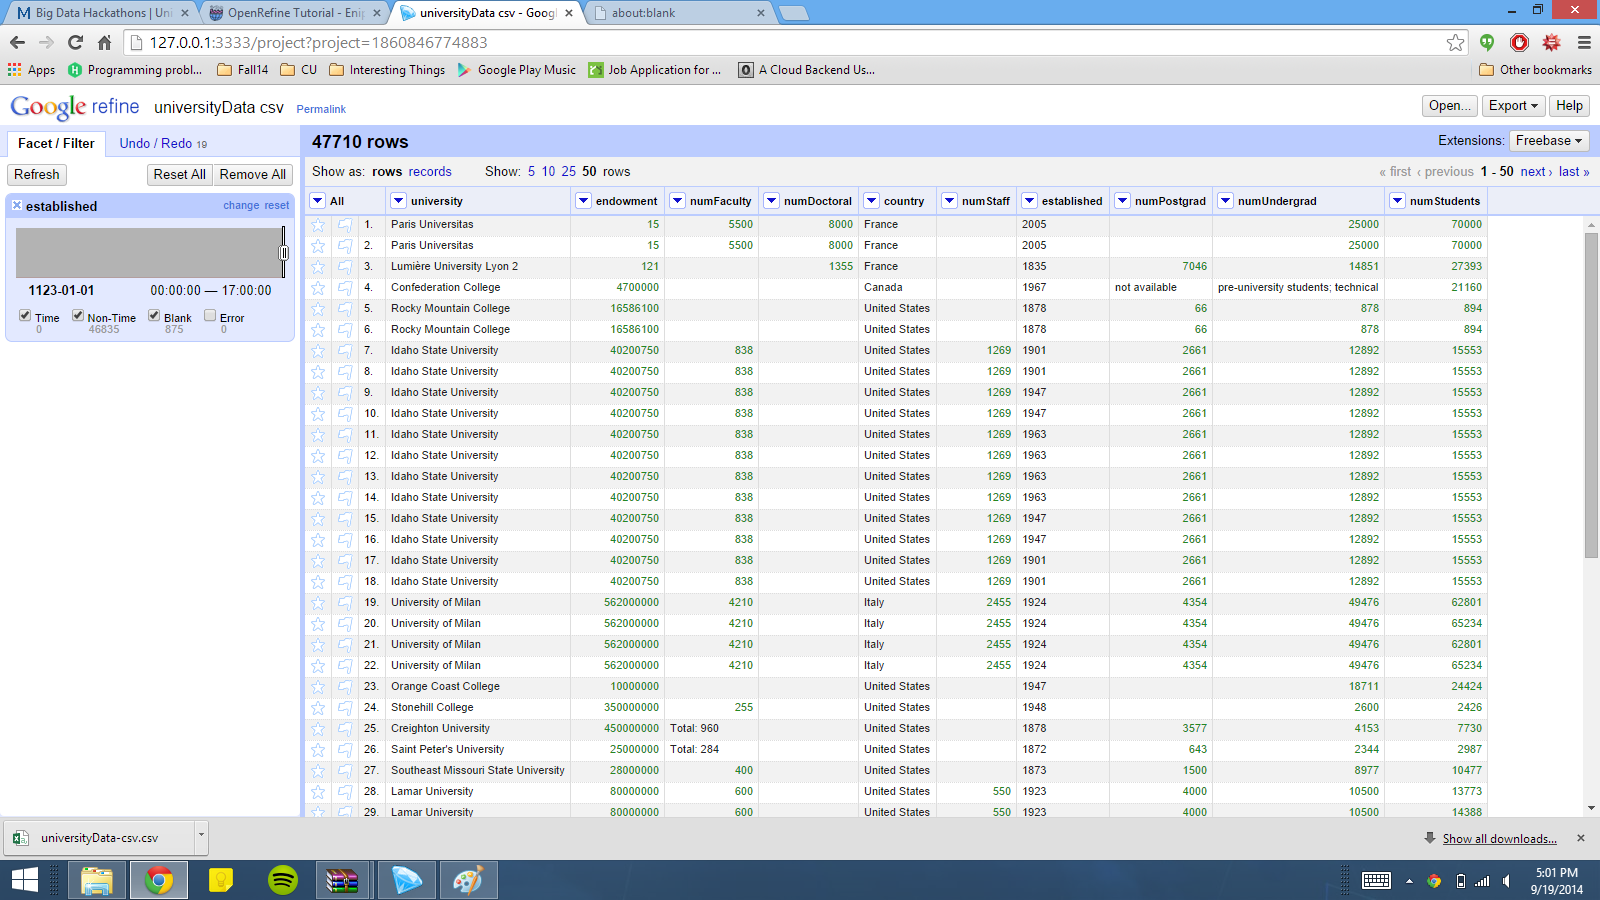 Big Data Hackathons | Uni
OpenRefine Tutorial - Enip
universityData csv - Googl
about:blank
127.0.0.1:3333/project?project=1860846774883
Apps Programming probl... Fall14 CU Interesting Things Google Play Music Job Application for ... A Cloud Backend Us... Other bookmarks
Google refine universityData csv Permalink Open... Export Help
Facet / Filter Undo / Redo 19
47710 rows
Extensions: Freebase
Refresh Reset All Remove All
Show as: rows records Show: 5 10 25 50 rows « first ‹ previous 1 - 50 next › last »
established change reset
1123-01-01 00:00:00 — 17:00:00
Time Non-Time Blank Error
0 46835 875 0
All university endowment numFaculty numDoctoral country numStaff established numPostgrad numUndergrad numStudents
1. Paris Universitas 15 5500 8000 France 2005 25000 70000
2. Paris Universitas 15 5500 8000 France 2005 25000 70000
3. Lumière University Lyon 2 121 1355 France 1835 7046 14851 27393
4. Confederation College 4700000 Canada 1967 not available pre-university students; technical 21160
5. Rocky Mountain College 16586100 United States 1878 66 878 894
6. Rocky Mountain College 16586100 United States 1878 66 878 894
7. Idaho State University 40200750 838 United States 1269 1901 2661 12892 15553
8. Idaho State University 40200750 838 United States 1269 1901 2661 12892 15553
9. Idaho State University 40200750 838 United States 1269 1947 2661 12892 15553
10. Idaho State University 40200750 838 United States 1269 1947 2661 12892 15553
11. Idaho State University 40200750 838 United States 1269 1963 2661 12892 15553
12. Idaho State University 40200750 838 United States 1269 1963 2661 12892 15553
13. Idaho State University 40200750 838 United States 1269 1963 2661 12892 15553
14. Idaho State University 40200750 838 United States 1269 1963 2661 12892 15553
15. Idaho State University 40200750 838 United States 1269 1947 2661 12892 15553
16. Idaho State University 40200750 838 United States 1269 1947 2661 12892 15553
17. Idaho State University 40200750 838 United States 1269 1901 2661 12892 15553
18. Idaho State University 40200750 838 United States 1269 1901 2661 12892 15553
19. University of Milan 562000000 4210 Italy 2455 1924 4354 49476 62801
20. University of Milan 562000000 4210 Italy 2455 1924 4354 49476 65234
21. University of Milan 562000000 4210 Italy 2455 1924 4354 49476 62801
22. University of Milan 562000000 4210 Italy 2455 1924 4354 49476 65234
23. Orange Coast College 10000000 United States 1947 18711 24424
24. Stonehill College 350000000 255 United States 1948 2600 2426
25. Creighton University 450000000 Total: 960 United States 1878 3577 4153 7730
26. Saint Peter's University 25000000 Total: 284 United States 1872 643 2344 2987
27. Southeast Missouri State University 28000000 400 United States 1873 1500 8977 10477
28. Lamar University 80000000 600 United States 550 1923 4000 10500 13773
29. Lamar University 80000000 600 United States 550 1923 4000 10500 14388
universityData-csv.csv Show all downloads...
5:01 PM
9/19/2014